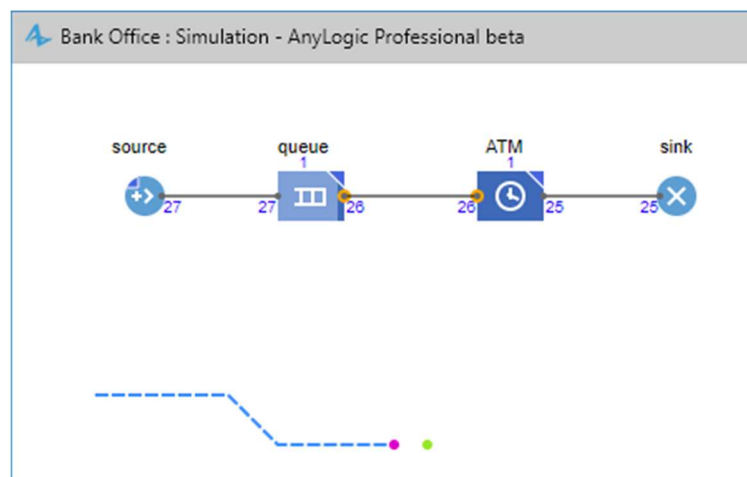 Bank Office : Simulation - AnyLogic Professional beta
source queue ATM sink
1 1
27 27 26 26 25 25